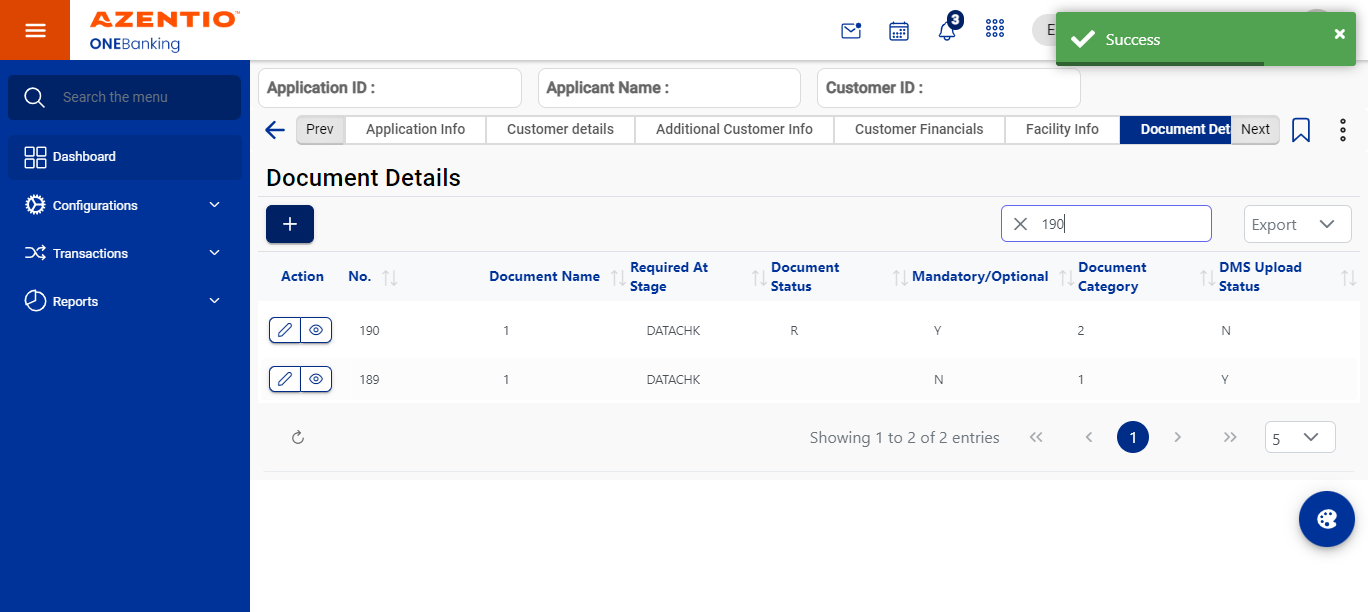 AZENTIO™
ONEBanking
3
E
Success
Search the menu
Dashboard
Configurations
Transactions
Reports
Application ID :
Applicant Name :
Customer ID :
Prev
Application Info
Customer details
Additional Customer Info
Customer Financials
Facility Info
Document Det
Next
Document Details
190
Export
Action No. Document Name Required At Stage Document Status Mandatory/Optional Document Category DMS Upload Status
190 1 DATACHK R Y 2 N
189 1 DATACHK N 1 Y
Showing 1 to 2 of 2 entries
1
5